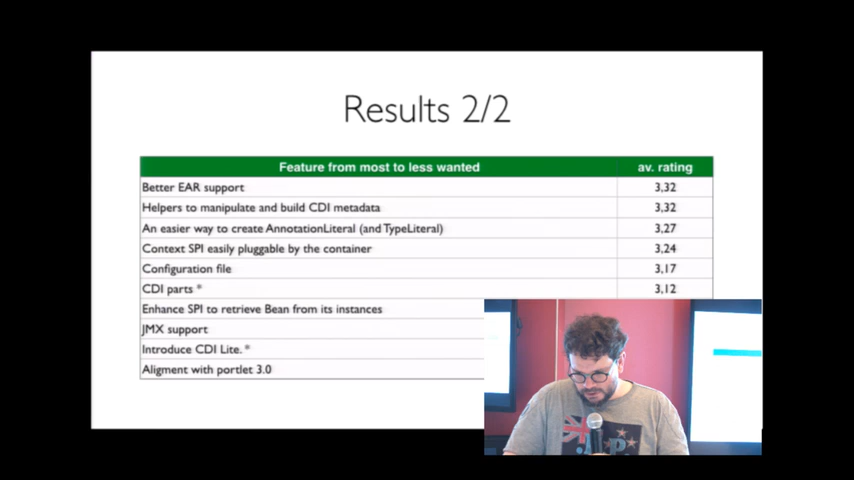 Results 2/2
Feature from most to less wanted av. rating
Better EAR support 3,32
Helpers to manipulate and build CDI metadata 3,32
An easier way to create AnnotationLiteral (and TypeLiteral) 3,27
Context SPI easily pluggable by the container 3,24
Configuration file 3,17
CDI parts * 3,12
Enhance SPI to retrieve Bean from its instances
JMX support
Introduce CDI Lite. *
Aligment with portlet 3.0